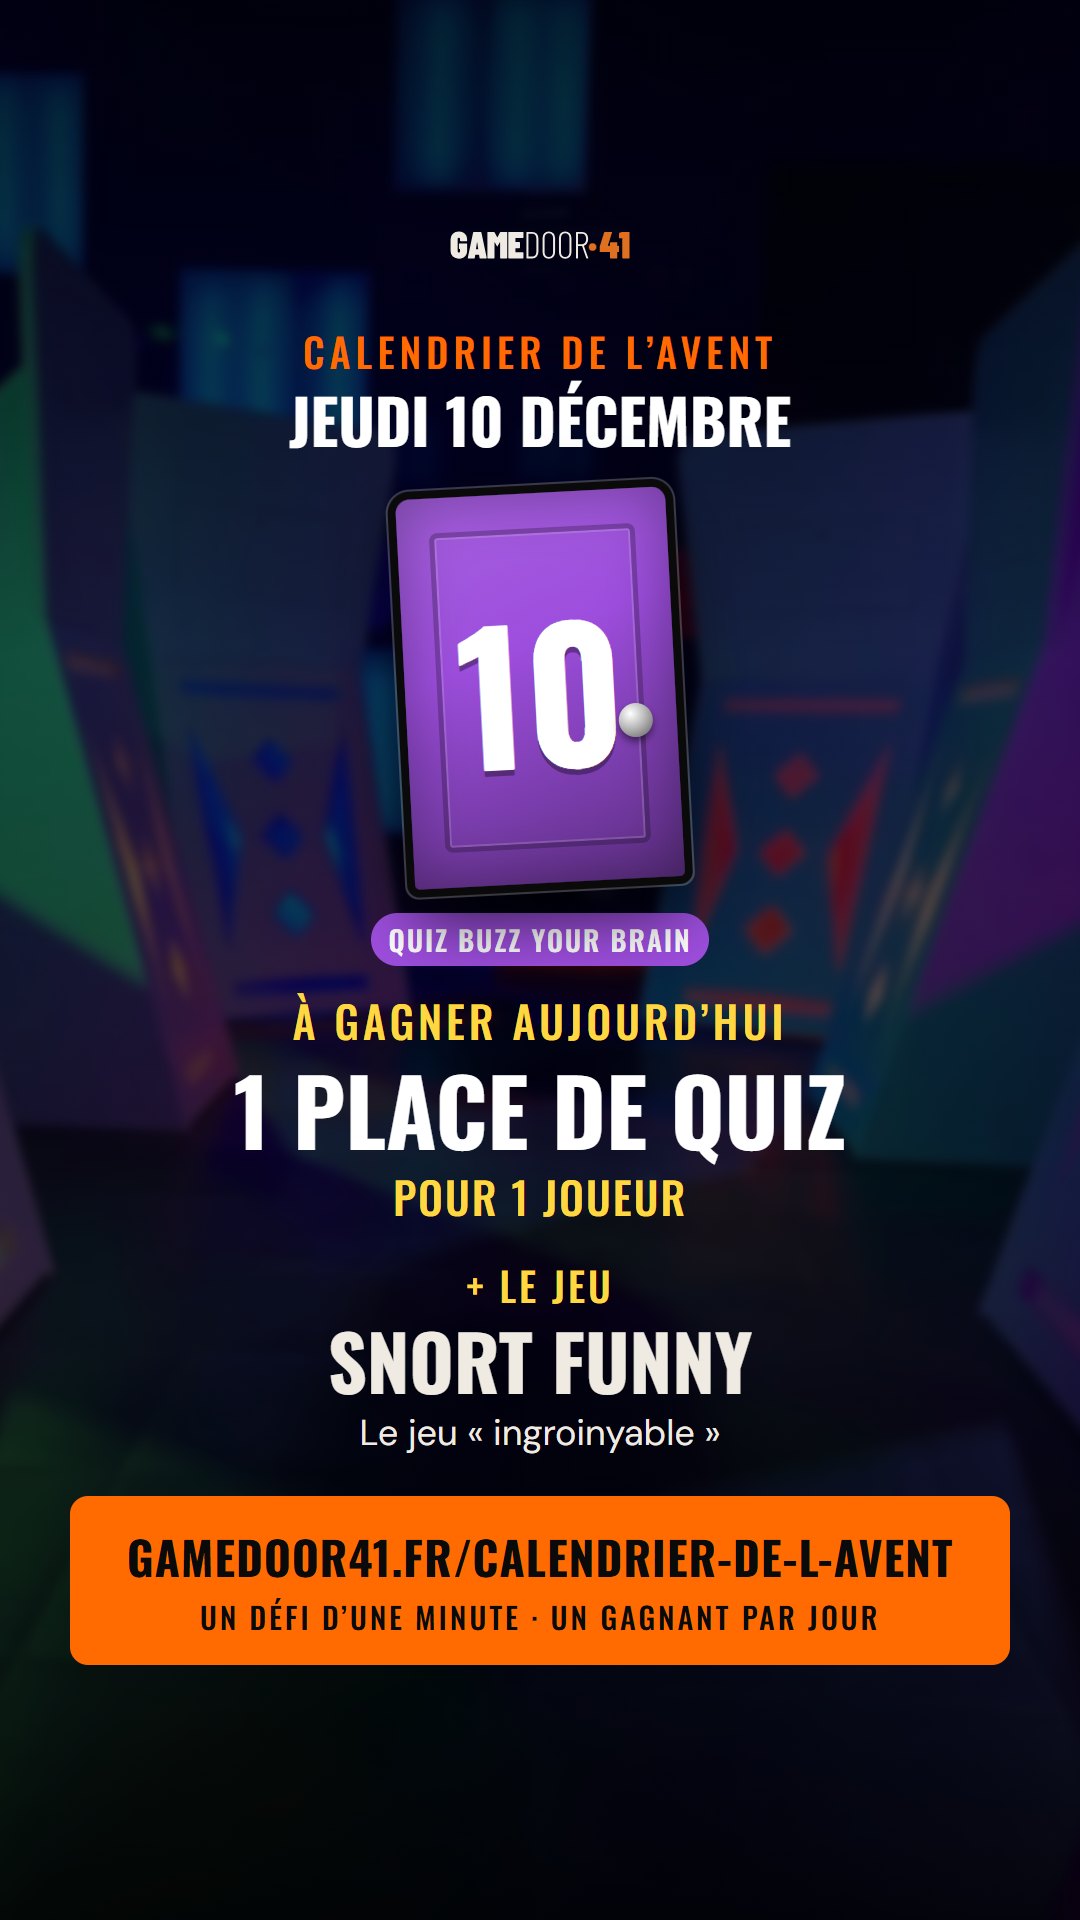 GAMEDOOR·41
CALENDRIER DE L’AVENT
JEUDI 10 DÉCEMBRE
10
QUIZ BUZZ YOUR BRAIN
À GAGNER AUJOURD’HUI
1 PLACE DE QUIZ
POUR 1 JOUEUR
+ LE JEU
SNORT FUNNY
Le jeu « ingroinyable »
GAMEDOOR41.FR/CALENDRIER-DE-L-AVENT
UN DÉFI D’UNE MINUTE · UN GAGNANT PAR JOUR